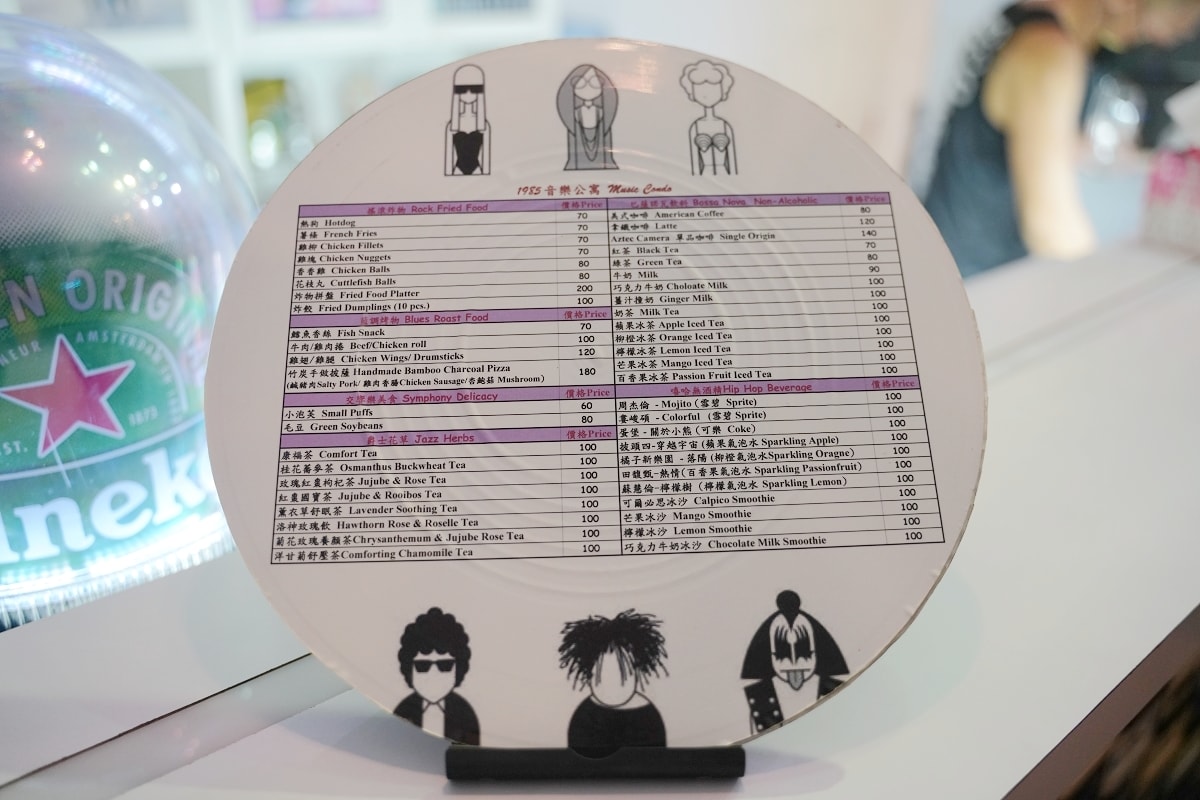 1985 音樂公寓 Music Condo
搖滾炸物 Rock Fried Food 價格Price
熱狗 Hotdog 70
薯條 French Fries 70
雞柳 Chicken Fillets 70
雞塊 Chicken Nuggets 70
香香雞 Chicken Balls 80
花枝丸 Cuttlefish Balls 80
炸物拼盤 Fried Food Platter 200
炸餃 Fried Dumplings (10 pcs.) 100
藍調烤物 Blues Roast Food 價格Price
鱈魚香絲 Fish Snack 70
牛肉/雞肉捲 Beef/Chicken roll 100
雞翅/雞腿 Chicken Wings/ Drumsticks 120
竹炭手做披薩 Handmade Bamboo Charcoal Pizza 180
(鹹豬肉Salty Pork/ 雞肉香腸Chicken Sausage/杏鮑菇 Mushroom)
交響樂美食 Symphony Delicacy 價格Price
小泡芙 Small Puffs 60
毛豆 Green Soybeans 80
爵士花草 Jazz Herbs 價格Price
康福茶 Comfort Tea 100
桂花蕎麥茶 Osmanthus Buckwheat Tea 100
玫瑰紅棗枸杞茶 Jujube & Rose Tea 100
紅棗國寶茶 Jujube & Rooibos Tea 100
薰衣草舒眠茶 Lavender Soothing Tea 100
洛神玫瑰飲 Hawthorn Rose & Roselle Tea 100
菊花玫瑰養顏茶Chrysanthemum & Jujube Rose Tea 100
洋甘菊舒壓茶Comforting Chamomile Tea 100
巴薩諾瓦飲料 Bossa Nova Non-Alcoholic 價格Price
美式咖啡 American Coffee 80
拿鐵咖啡 Latte 120
Aztec Camera 單品咖啡 Single Origin 140
紅茶 Black Tea 70
綠茶 Green Tea 80
牛奶 Milk 90
巧克力牛奶 Choloate Milk 100
薑汁撞奶 Ginger Milk 100
奶茶 Milk Tea 100
蘋果冰茶 Apple Iced Tea 100
柳橙冰茶 Orange Iced Tea 100
檸檬冰茶 Lemon Iced Tea 100
芒果冰茶 Mango Iced Tea 100
百香果冰茶 Passion Fruit Iced Tea 100
嘻哈無酒精Hip Hop Beverage 價格Price
周杰倫 - Mojito (雪碧 Sprite) 100
婁峻碩 - Colorful (雪碧 Sprite) 100
蛋堡 - 關於小熊 (可樂 Coke) 100
披頭四-穿越宇宙 (蘋果氣泡水 Sparkling Apple) 100
橘子新樂園 - 落陽 (柳橙氣泡水Sparkling Oragne) 100
田馥甄-熱情(百香果氣泡水 Sparkling Passionfruit) 100
蘇慧倫-檸檬樹 (檸檬氣泡水 Sparkling Lemon) 100
可爾必思冰沙 Calpico Smoothie 100
芒果冰沙 Mango Smoothie 100
檸檬冰沙 Lemon Smoothie 100
巧克力牛奶冰沙 Chocolate Milk Smoothie 100
EN ORIGIN
AMSTERDAM
EST. 1873
ineke